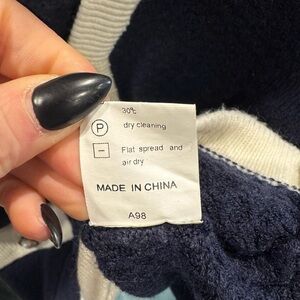 30℃
P dry cleaning
Flat spread and
air dry
MADE IN CHINA
A98